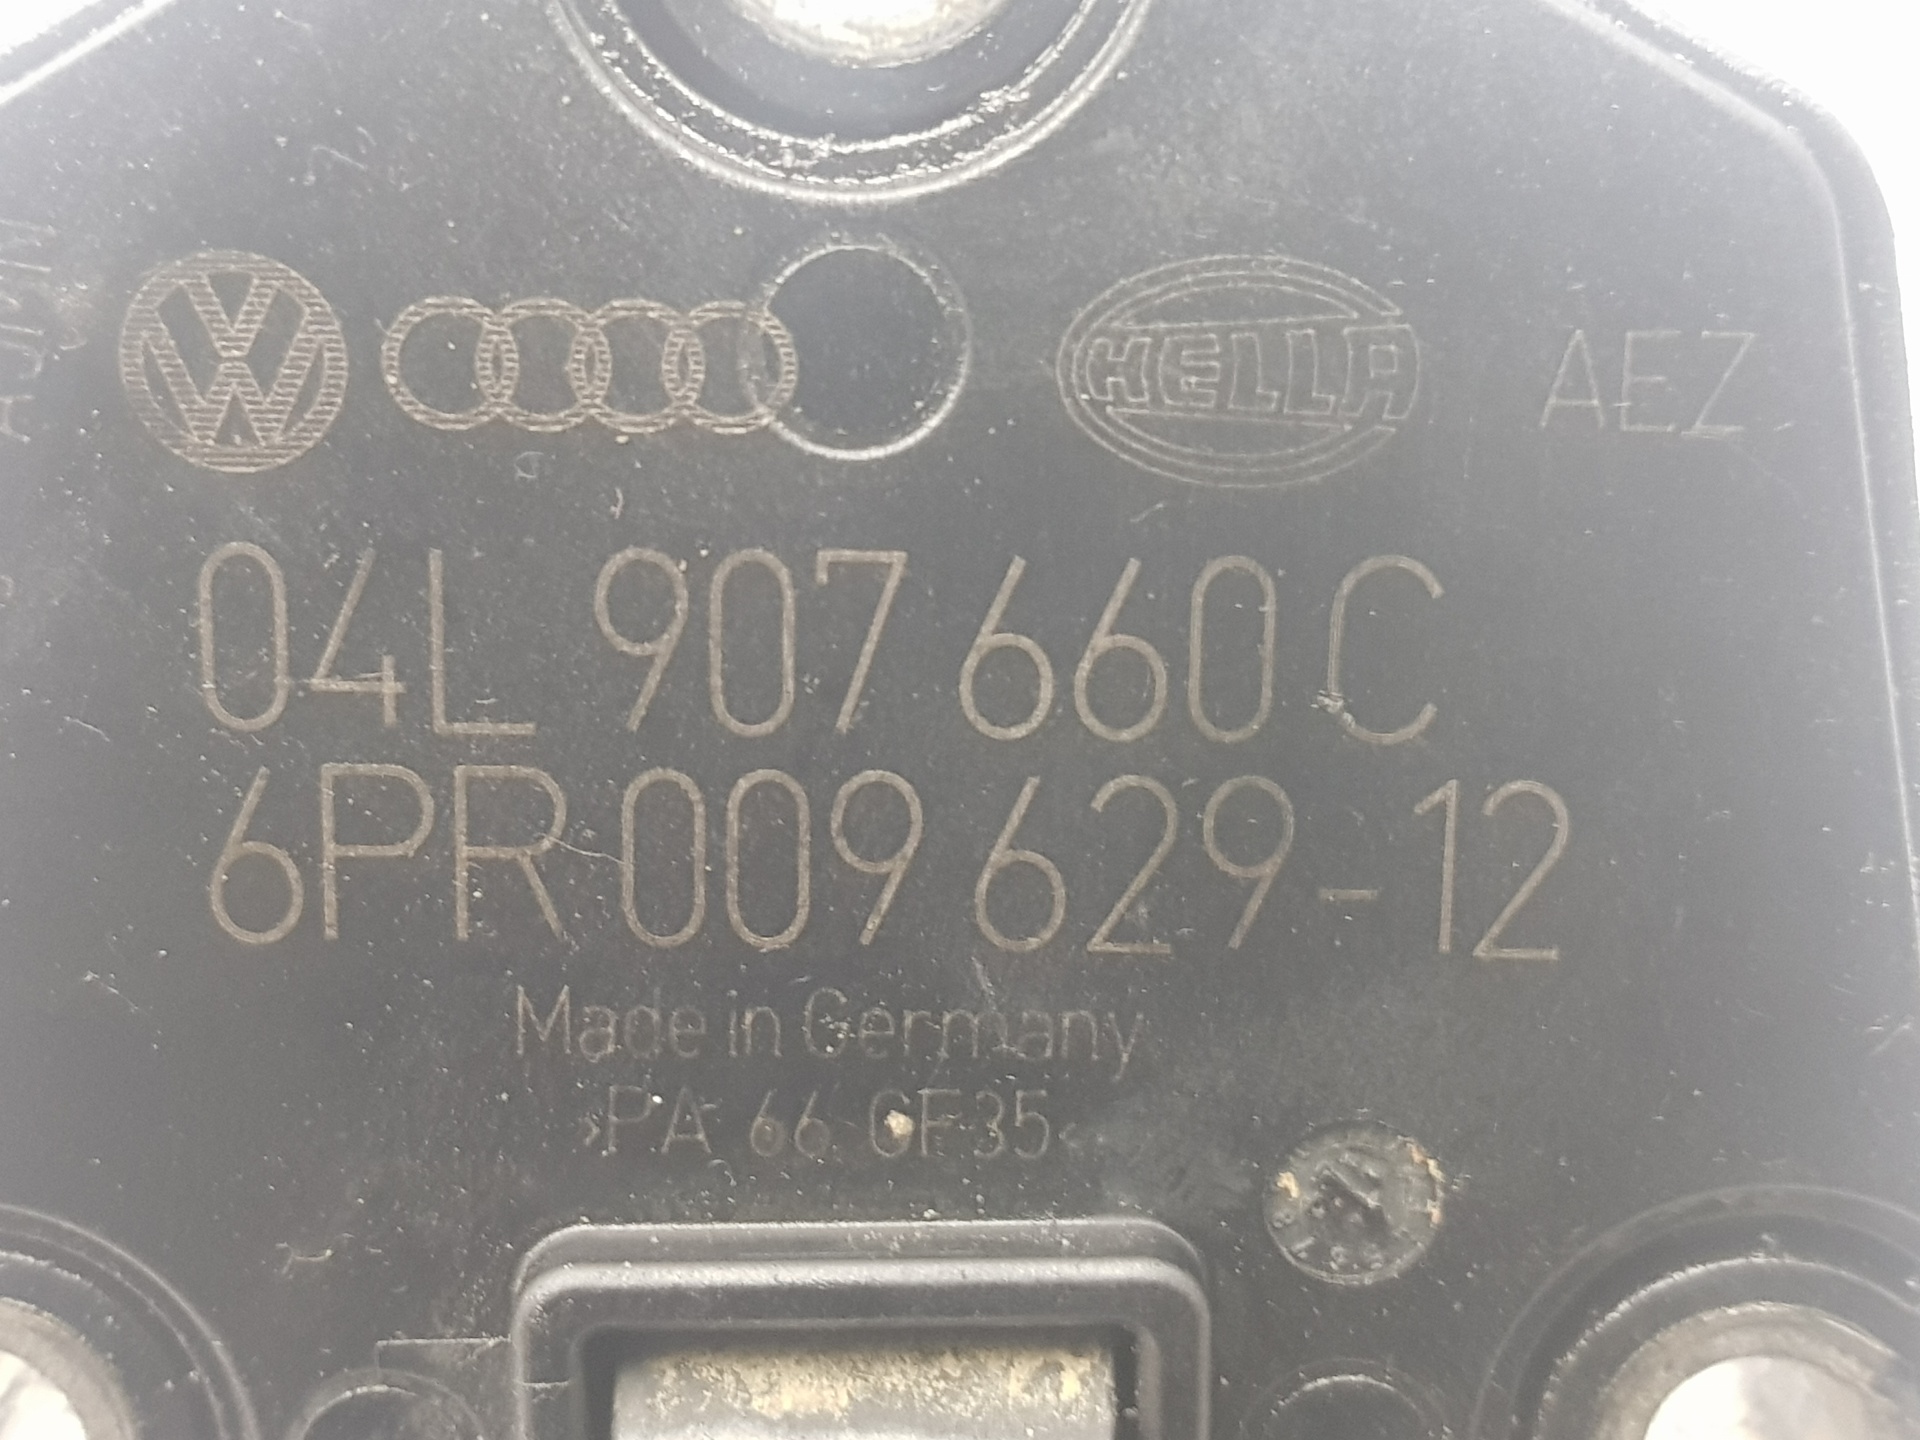 HELLA AEZ
04L 907 660 C
6PR 009 629-12
Made in Germany
>PA 66 GF35<